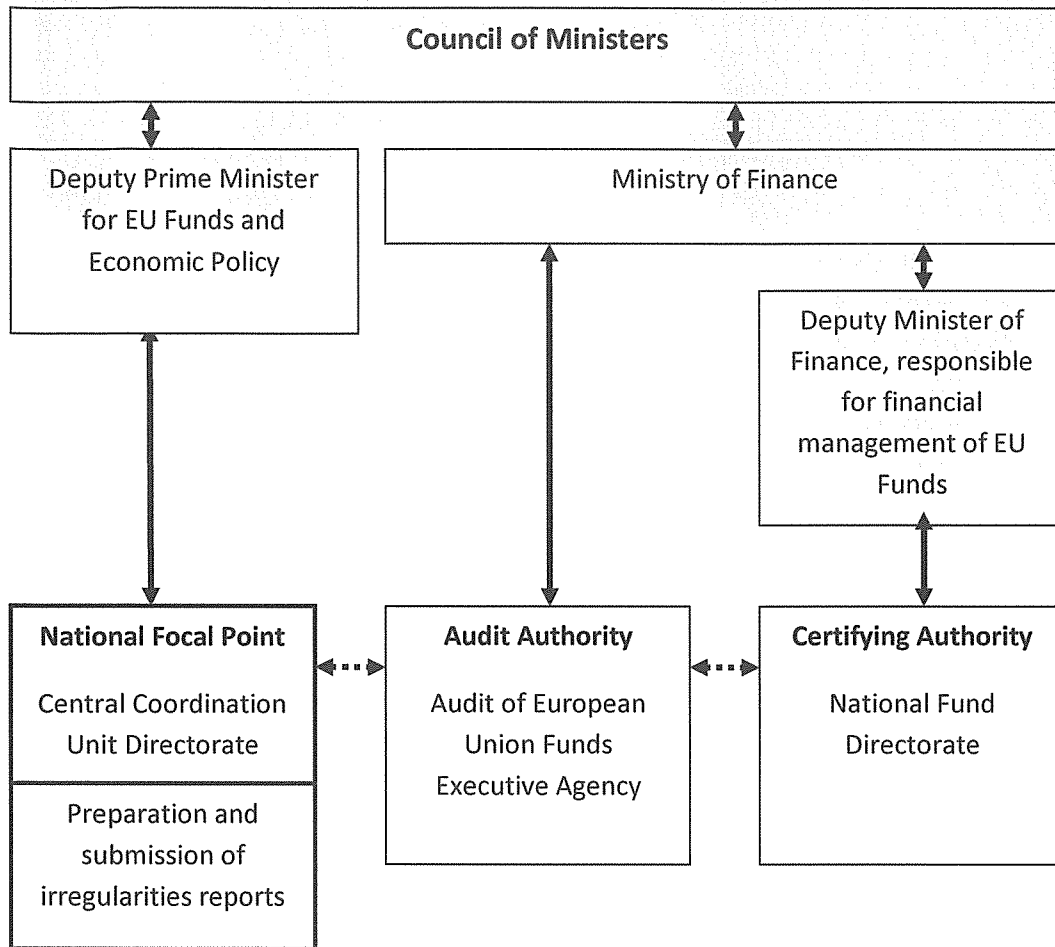 Council of Ministers
Deputy Prime Minister
for EU Funds and
Economic Policy
Ministry of Finance
Deputy Minister of
Finance, responsible
for financial
management of EU
Funds
National Focal Point
Central Coordination
Unit Directorate
Preparation and
submission of
irregularities reports
Audit Authority
Audit of European
Union Funds
Executive Agency
Certifying Authority
National Fund
Directorate